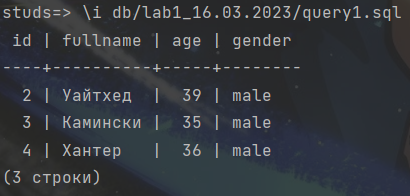 studs=> \i db/lab1_16.03.2023/query1.sql
 id | fullname | age | gender
----+----------+-----+--------
  2 | Уайтхед  |  39 | male
  3 | Камински |  35 | male
  4 | Хантер   |  36 | male
(3 строки)